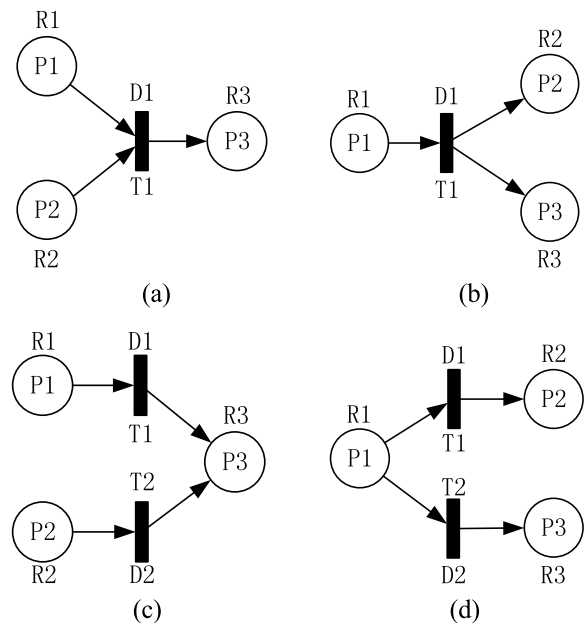 R1
P1
D1
T1
R3
P3
P2
R2
(a)
R1
P1
D1
T1
R2
P2
P3
R3
(b)
R1
P1
D1
T1
R3
P3
T2
P2
R2
D2
(c)
R1
P1
D1
T1
R2
P2
T2
D2
P3
R3
(d)